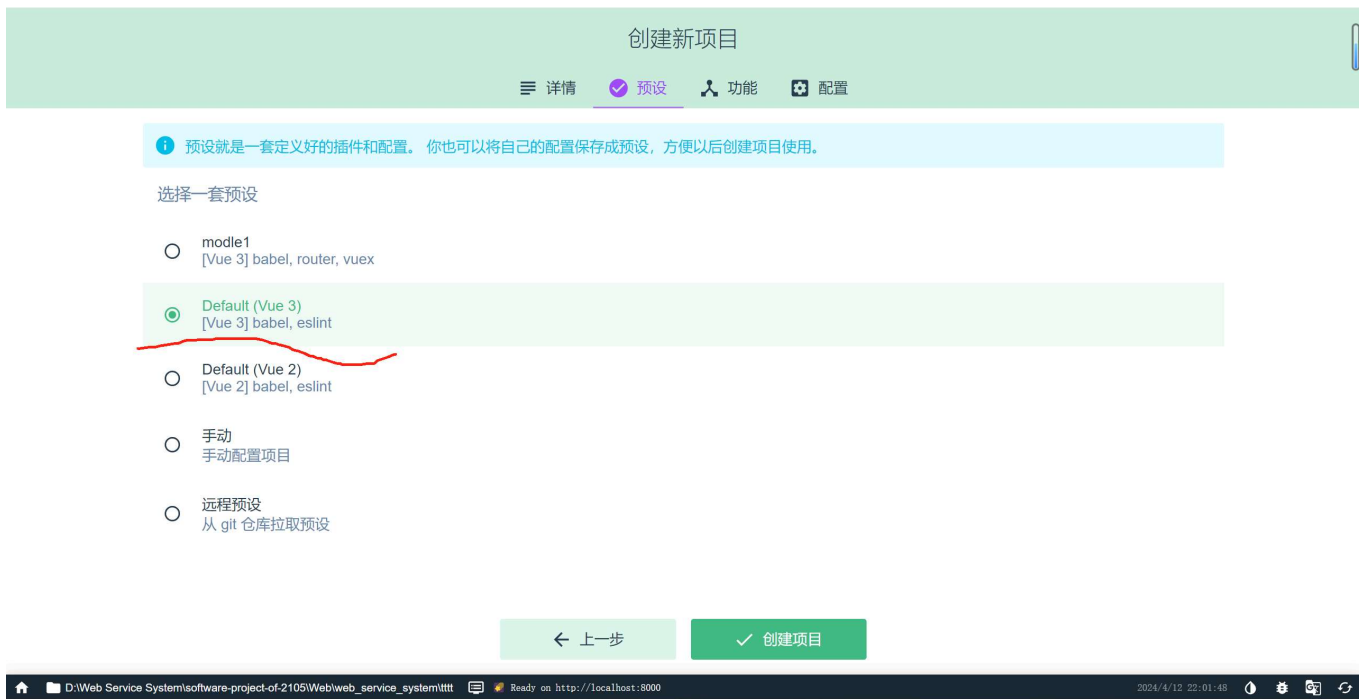 创建新项目
详情 预设 功能 配置
预设就是一套定义好的插件和配置。 你也可以将自己的配置保存成预设，方便以后创建项目使用。
选择一套预设
modle1
[Vue 3] babel, router, vuex
Default (Vue 3)
[Vue 3] babel, eslint
Default (Vue 2)
[Vue 2] babel, eslint
手动
手动配置项目
远程预设
从 git 仓库拉取预设
上一步 创建项目
D:\Web Service System\software-project-of-2105\Web\web_service_system\tttt Ready on http://localhost:8000 2024/4/12 22:01:48